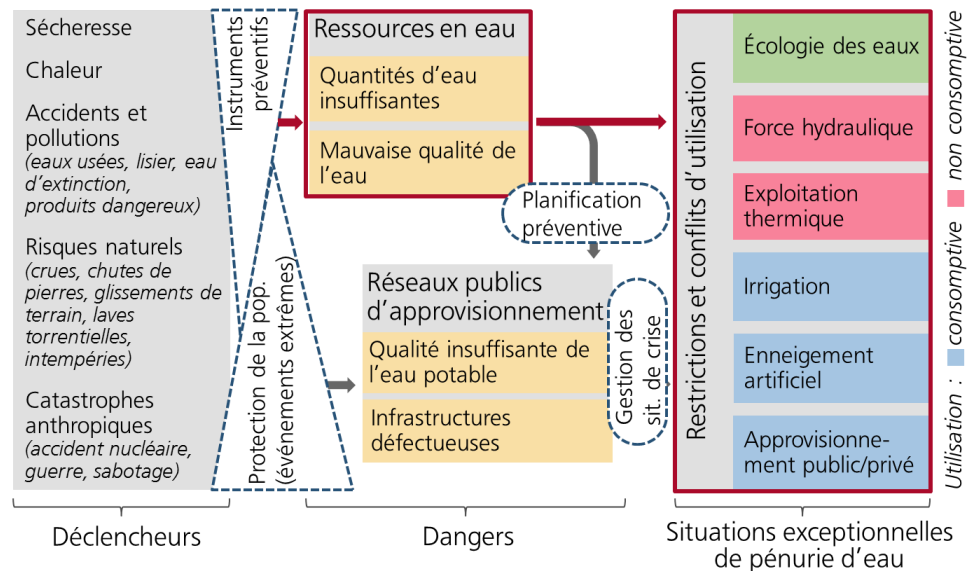 Sécheresse
Chaleur
Accidents et
pollutions
(eaux usées, lisier, eau
d'extinction,
produits dangereux)
Risques naturels
(crues, chutes de
pierres, glissements de
terrain, laves
torrentielles,
intempéries)
Catastrophes
anthropiques
(accident nucléaire,
guerre, sabotage)
Déclencheurs
Instruments
préventifs
Protection de la pop.
(événements extrêmes)
Ressources en eau
Quantités d'eau
insuffisantes
Mauvaise qualité de
l'eau
Planification
préventive
Réseaux publics
d'approvisionnement
Qualité insuffisante de
l'eau potable
Infrastructures
défectueuses
Gestion des
sit. de crise
Dangers
Restrictions et conflits d'utilisation
Écologie des eaux
Force hydraulique
Exploitation
thermique
Irrigation
Enneigement
artificiel
Approvisionne-
ment public/privé
Situations exceptionnelles
de pénurie d'eau
Utilisation : consomptive non consomptive